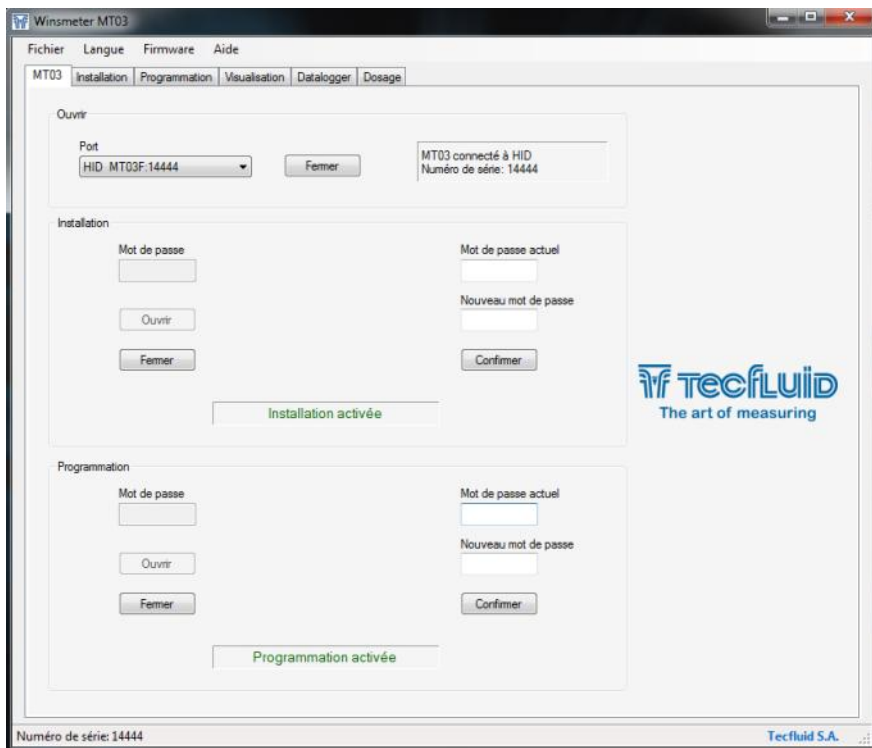 Winsmeter MT03
Fichier Langue Firmware Aide
MT03 Installation Programmation Visualisation Datalogger Dosage
Ouvrir
Port
HID MT03F:14444
Fermer
MT03 connecté à HID
Numéro de série: 14444
Installation
Mot de passe
Mot de passe actuel
Nouveau mot de passe
Ouvrir
Fermer
Confirmer
Installation activée
TECFLUID
The art of measuring
Programmation
Mot de passe
Mot de passe actuel
Nouveau mot de passe
Ouvrir
Fermer
Confirmer
Programmation activée
Numéro de série: 14444
Tecfluid S.A.